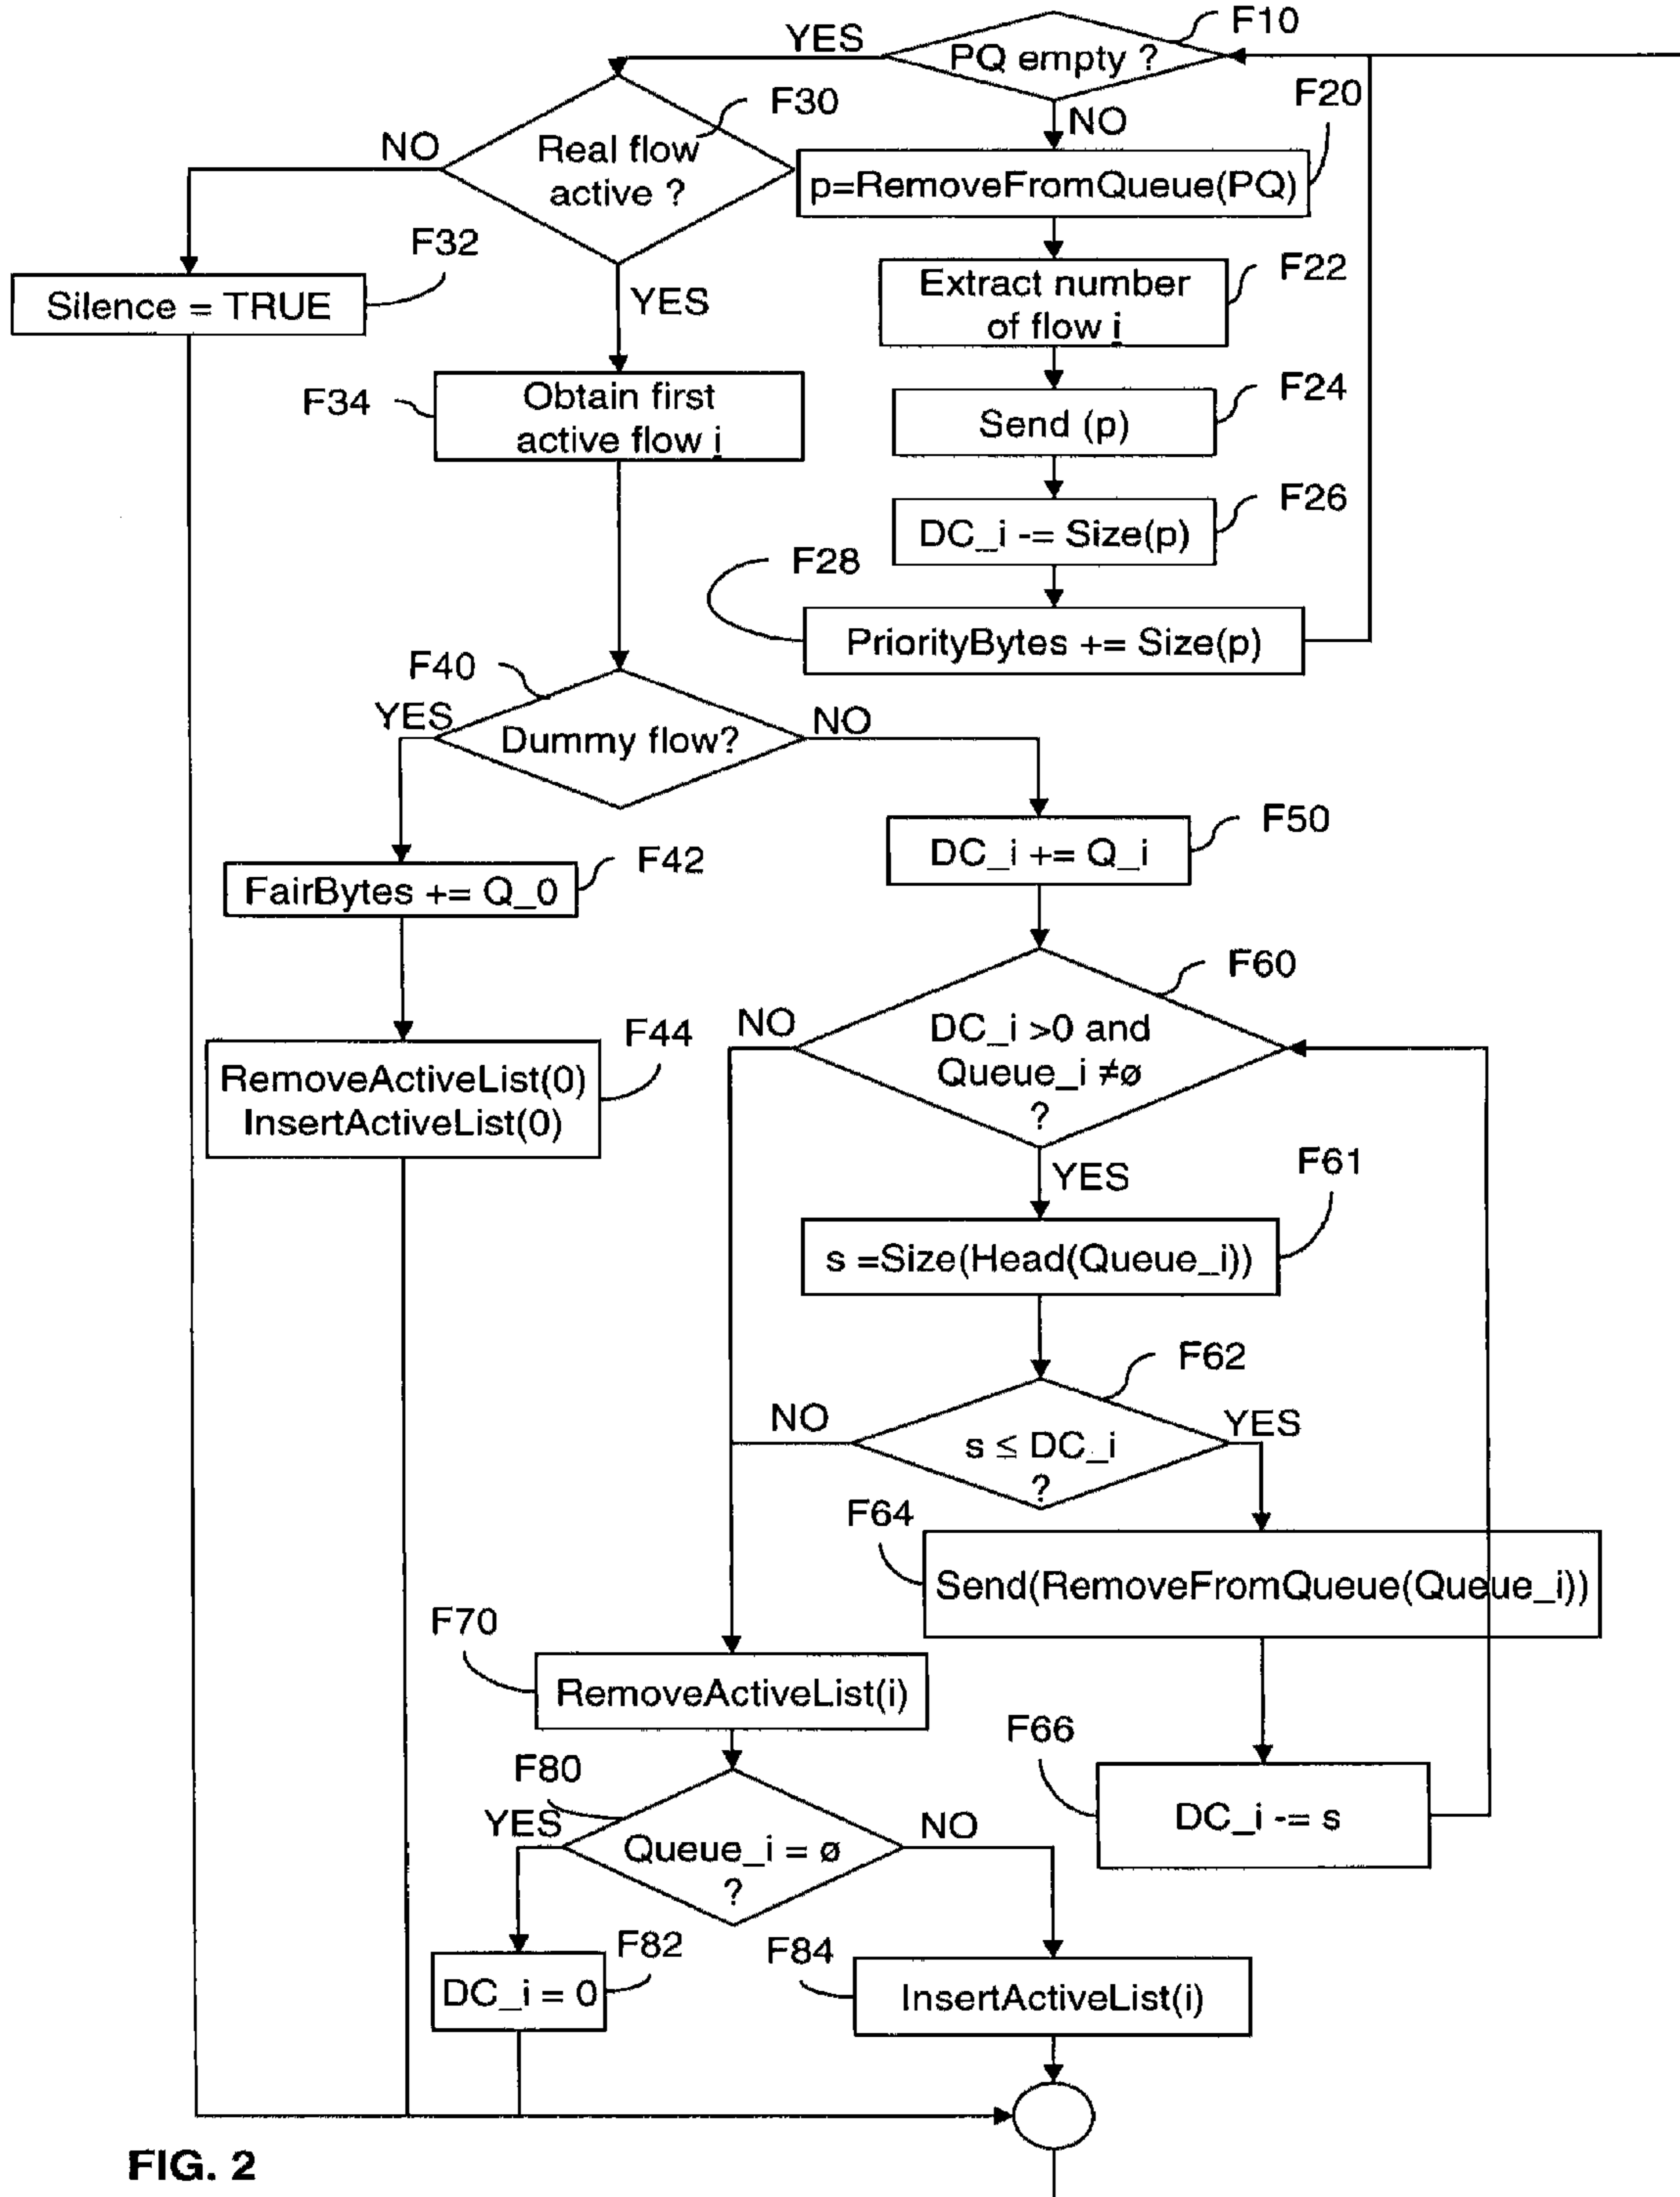 F10
YES
PQ empty ?
F20
F30
NO
NO
Real flow
active ?
p=RemoveFromQueue(PQ)
F32
F22
Silence = TRUE
YES
Extract number
of flow i
F34
Obtain first
active flow i
F24
Send (p)
F26
DC_i -= Size(p)
F28
PriorityBytes += Size(p)
F40
YES
NO
Dummy flow?
F50
DC_i += Q_i
F42
FairBytes += Q_0
F60
NO
DC_i >0 and
Queue_i ≠ø
?
F44
RemoveActiveList(0)
InsertActiveList(0)
YES
F61
s =Size(Head(Queue_i))
F62
NO
YES
s ≤ DC_i
?
F64
Send(RemoveFromQueue(Queue_i))
F70
RemoveActiveList(i)
F66
DC_i -= s
F80
YES
NO
Queue_i = ø
?
F82
F84
DC_i = 0
InsertActiveList(i)
FIG. 2